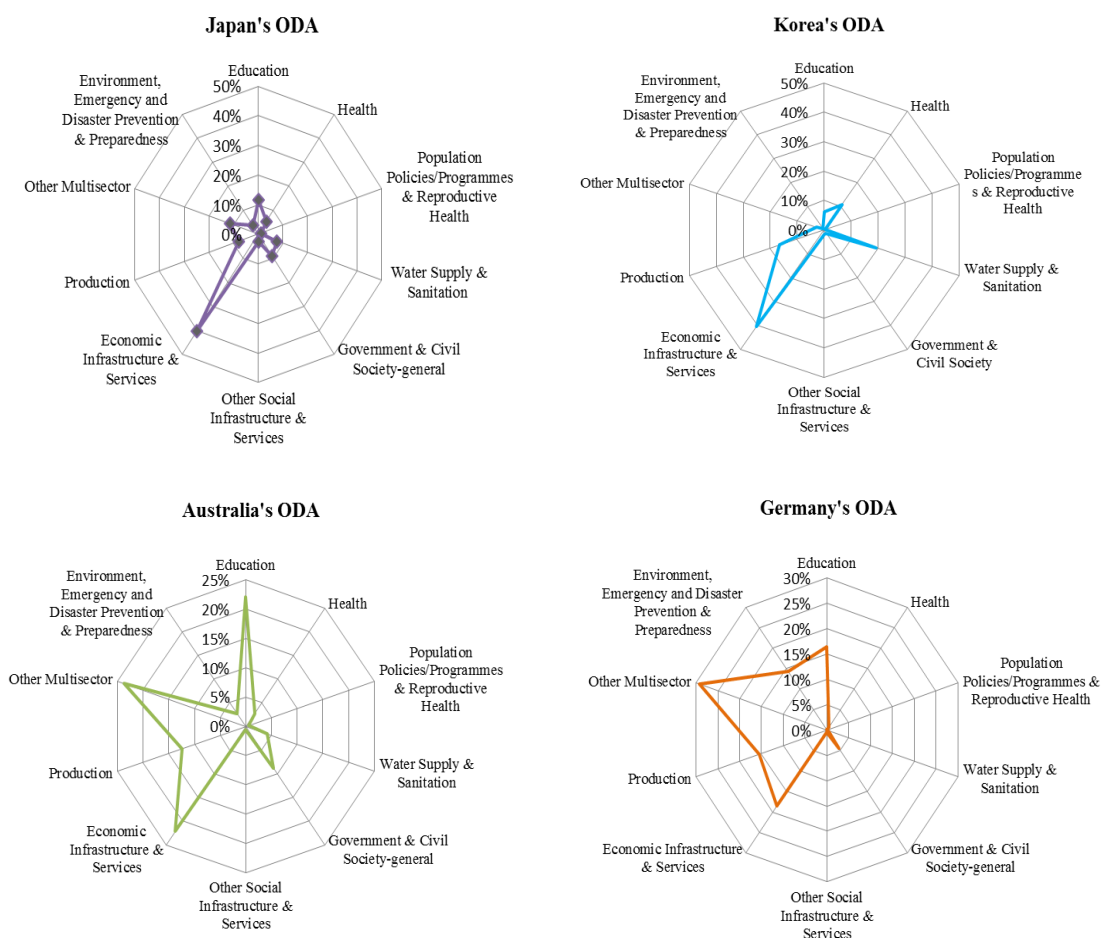 Japan's ODA
Education
50%
40%
30%
20%
10%
0%
Health
Population
Policies/Programmes
& Reproductive
Health
Water Supply &
Sanitation
Government & Civil
Society-general
Other Social
Infrastructure &
Services
Economic
Infrastructure &
Services
Production
Other Multisector
Environment,
Emergency and
Disaster Prevention
& Preparedness
Korea's ODA
Education
50%
40%
30%
20%
10%
0%
Health
Population
Policies/Programme
s & Reproductive
Health
Water Supply &
Sanitation
Government &
Civil Society
Other Social
Infrastructure &
Services
Economic
Infrastructure &
Services
Production
Other Multisector
Environment,
Emergency and
Disaster Prevention
& Preparedness
Australia's ODA
Education
25%
20%
15%
10%
5%
0%
Health
Population
Policies/Programmes
& Reproductive
Health
Water Supply &
Sanitation
Government & Civil
Society-general
Other Social
Infrastructure &
Services
Economic
Infrastructure &
Services
Production
Other Multisector
Environment,
Emergency and
Disaster Prevention
& Preparedness
Germany's ODA
Education
30%
25%
20%
15%
10%
5%
0%
Health
Population
Policies/Programmes &
Reproductive Health
Water Supply &
Sanitation
Government & Civil
Society-general
Other Social
Infrastructure &
Services
Economic Infrastructure
& Services
Production
Other Multisector
Environment,
Emergency and Disaster
Prevention &
Preparedness